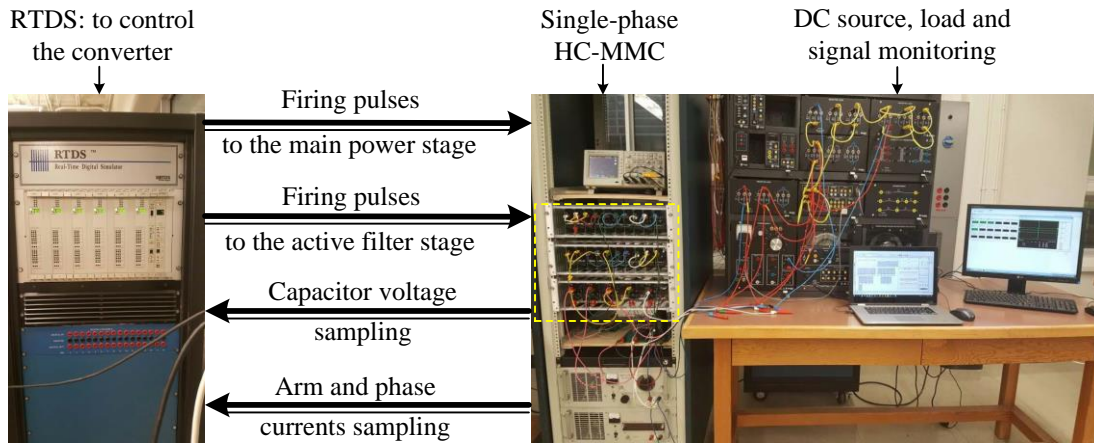 RTDS: to control
the converter
Single-phase
HC-MMC
DC source, load and
signal monitoring
Firing pulses
to the main power stage
Firing pulses
to the active filter stage
Capacitor voltage
sampling
Arm and phase
currents sampling
RTDS TM
Real-Time Digital Simulator